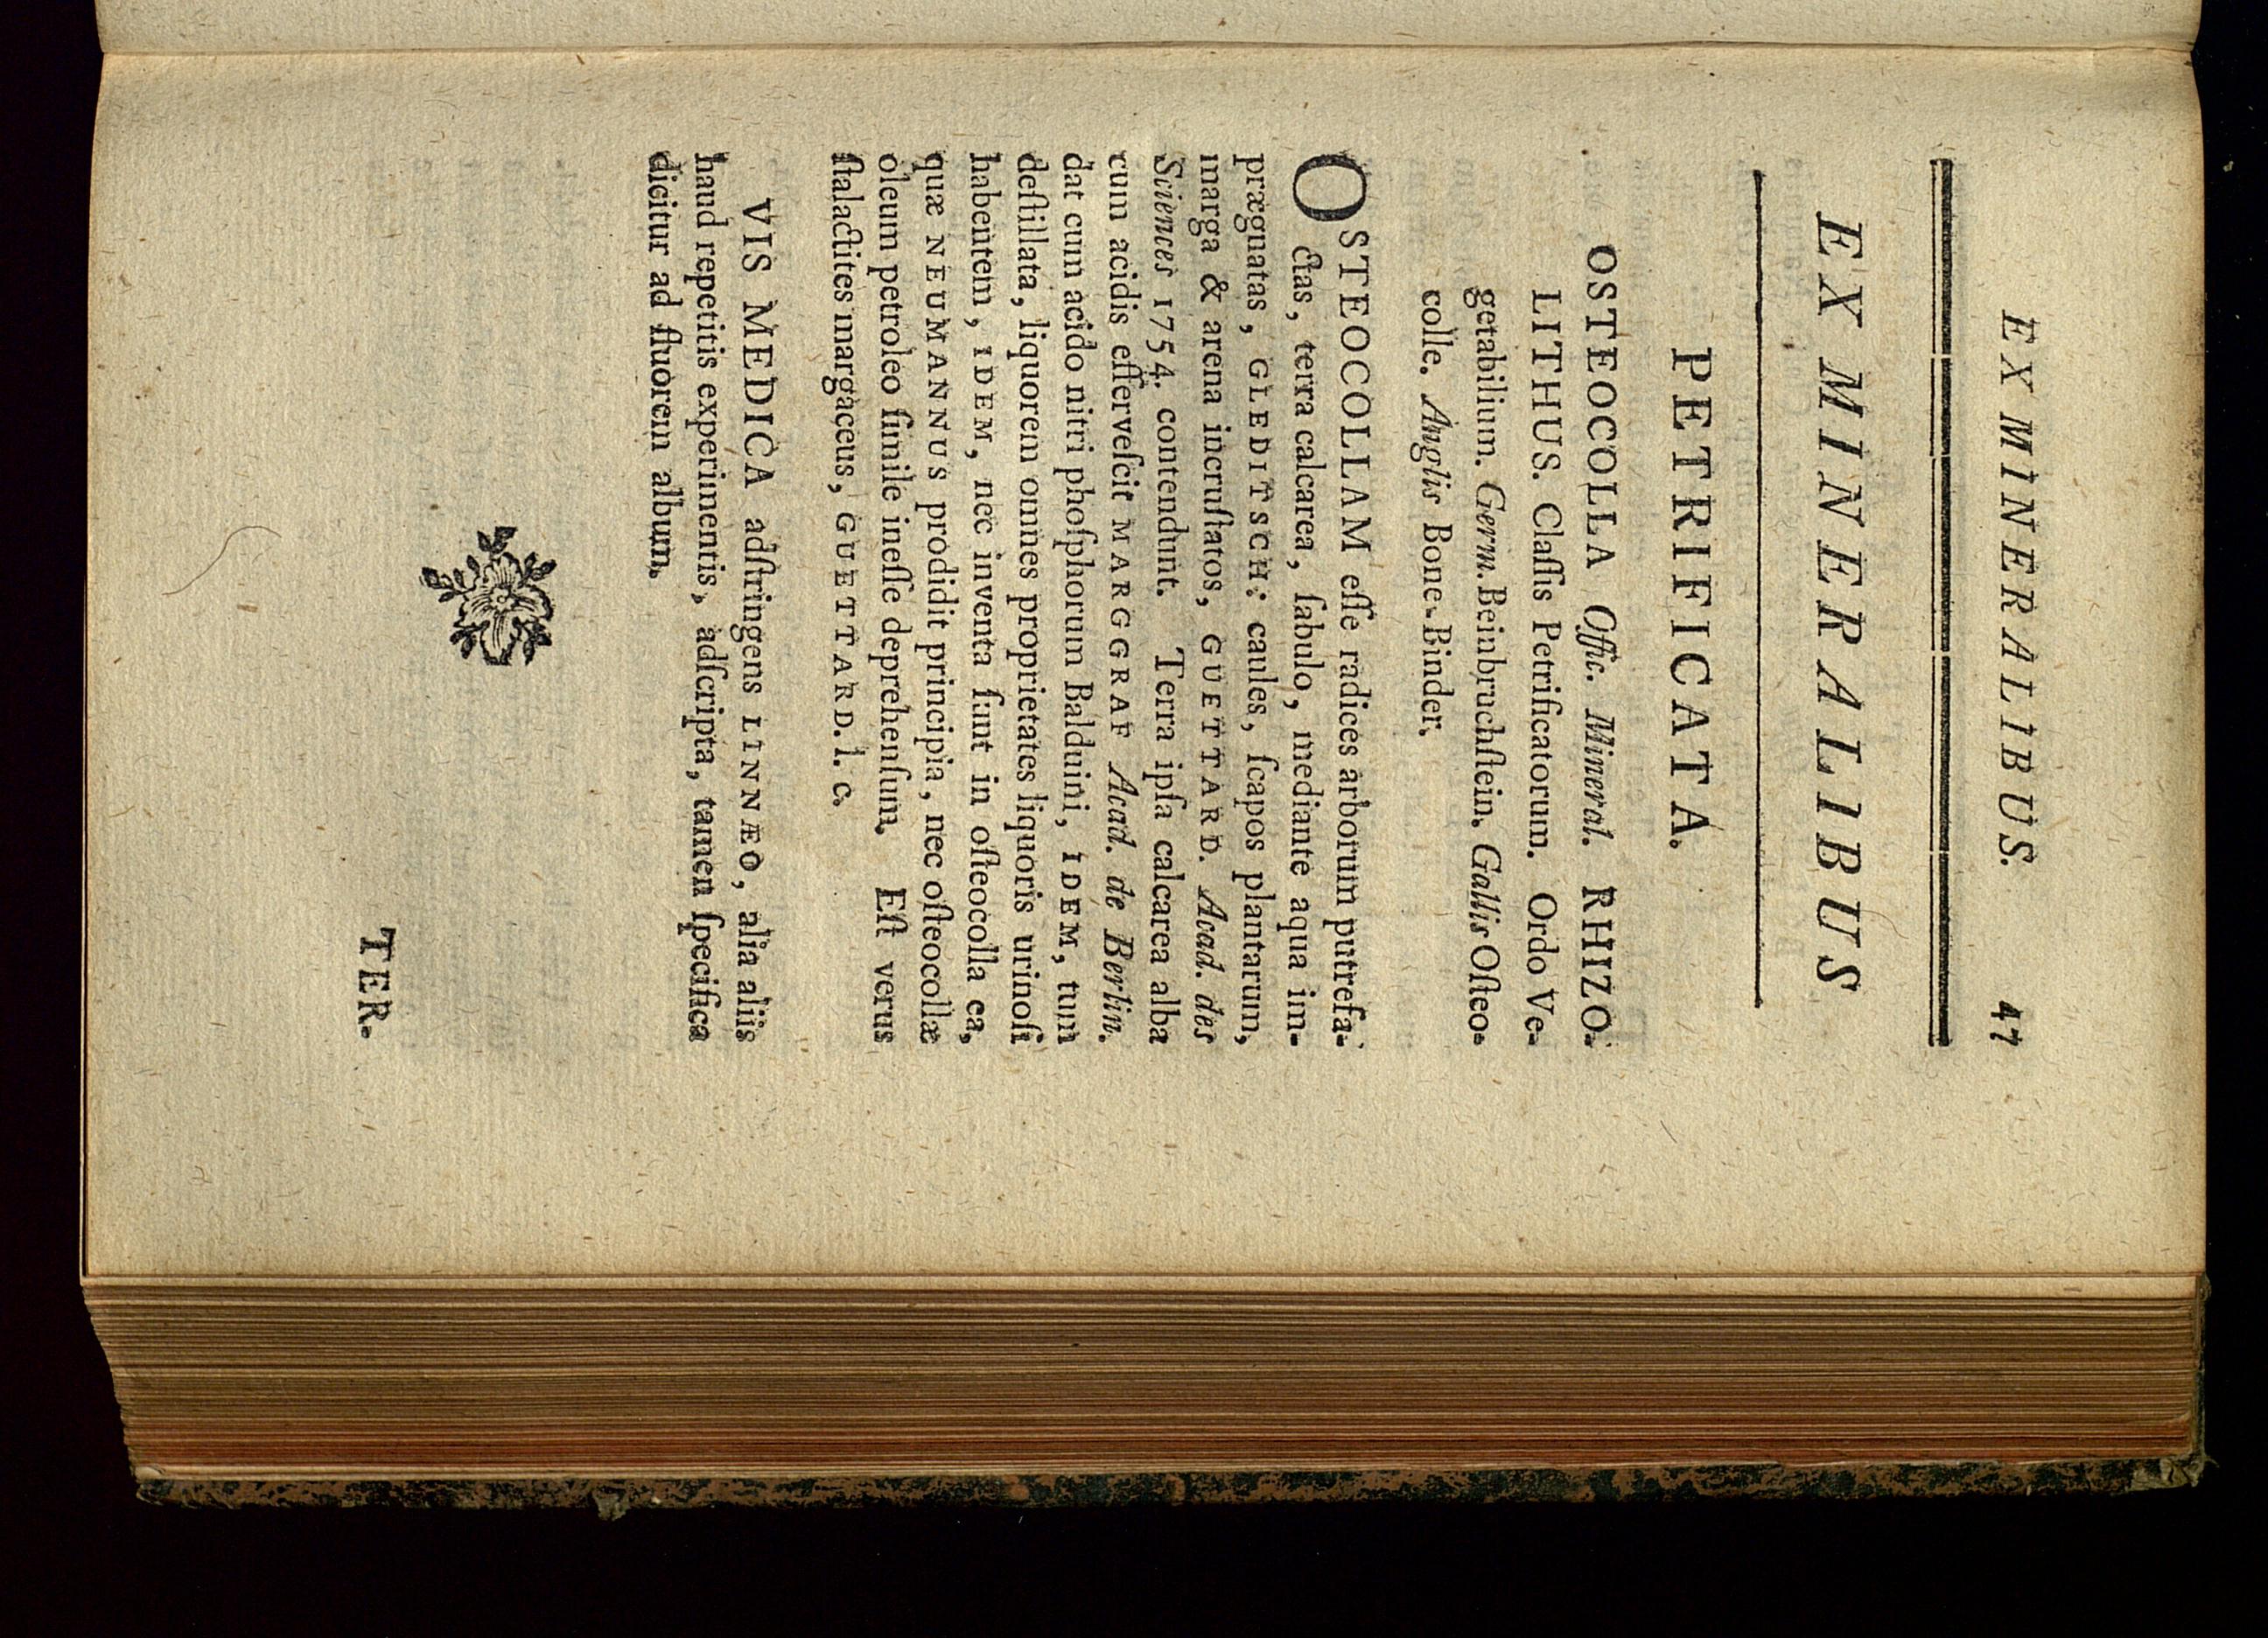 EX MINERALIBUS. 47
EX MINERALIBUS
PETRIFICATA.
OSTEOCOLLA Offic. Mineral. RHIZO-
LITHUS. Claſſis Petrificatorum. Ordo Ve-
getabilium. Germ. Beinbruchſtein. Gallis Oſteo-
colle. Anglis Bone-Binder.
OSTEOCOLLAM eſſe radices arborum putrefa-
ctas, terra calcarea, ſabulo, mediante aqua im-
prægnatas, GLEDITSCH: caules, ſcapos plantarum,
marga & arena incruſtatos, GUETTARD. Acad. des
Sciences 1754. contendunt. Terra ipſa calcarea alba
cum acidis efferveſcit MARGGRAF Acad. de Berlin.
dat cum acido nitri phoſphorum Balduini, IDEM, tum
deſtillata, liquorem omnes proprietates liquoris urinoſi
habentem, IDEM, nec inventa ſunt in oſteocolla ea,
quæ NEUMANNUS prodidit principia, nec oſteocollæ
oleum petroleo ſimile ineſſe deprehenſum. Eſt verus
ſtalactites margaceus, GUETTARD. l. c.
VIS MEDICA adſtringens LINNÆO, alia aliis
haud repetitis experimentis, adſcripta, tamen ſpecifica
dicitur ad fluorem album.
TER-